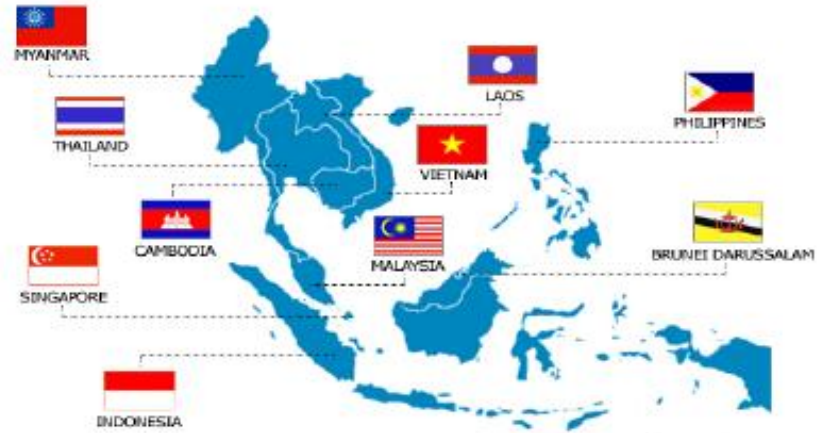 MYANMAR
LAOS
PHILIPPINES
THAILAND
VIETNAM
CAMBODIA
MALAYSIA
BRUNEI DARUSSALAM
SINGAPORE
INDONESIA